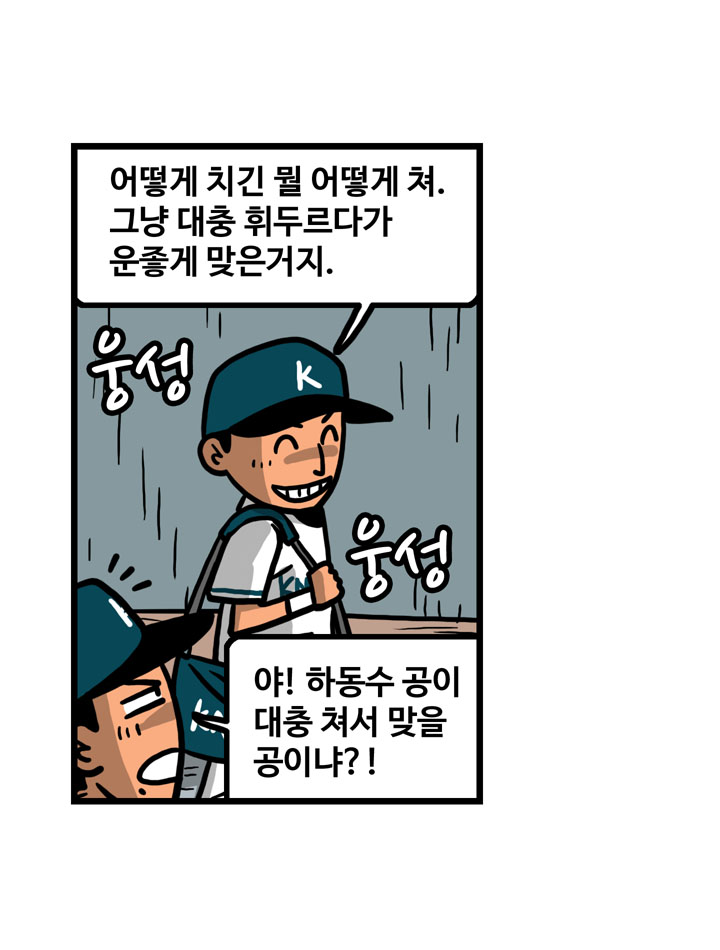 어떻게 치긴 뭘 어떻게 쳐.
그냥 대충 휘두르다가
운좋게 맞은거지.
웅성
K
웅성
야! 하동수 공이
대충 쳐서 맞을
공이냐?!